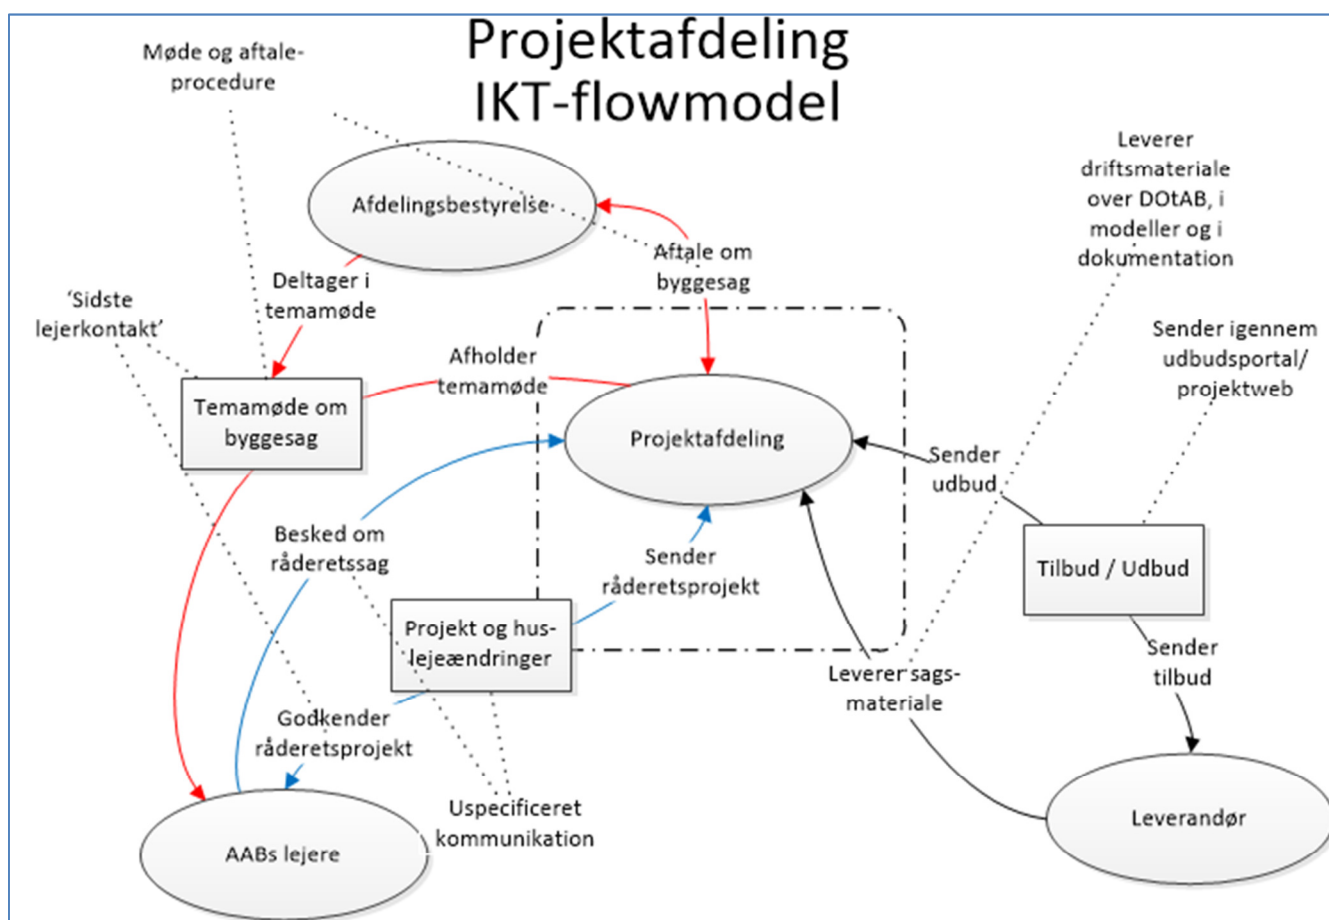 Projektafdeling
IKT-flowmodel
Møde og aftale-
procedure
Afdelingsbestyrelse
Leverer
driftsmateriale
over DOtAB, i
modeller og i
dokumentation
Aftale om
byggesag
Deltager i
temamøde
'Sidste
lejerkontakt'
Sender igennem
udbudsportal/
projektweb
Afholder
temamøde
Temamøde om
byggesag
Projektafdeling
Sender
udbud
Besked om
råderetssag
Sender
råderetsprojekt
Tilbud / Udbud
Projekt og hus-
lejeændringer
Sender
tilbud
Leverer sags-
materiale
Godkender
råderetsprojekt
Uspecificeret
kommunikation
AABs lejere
Leverandør